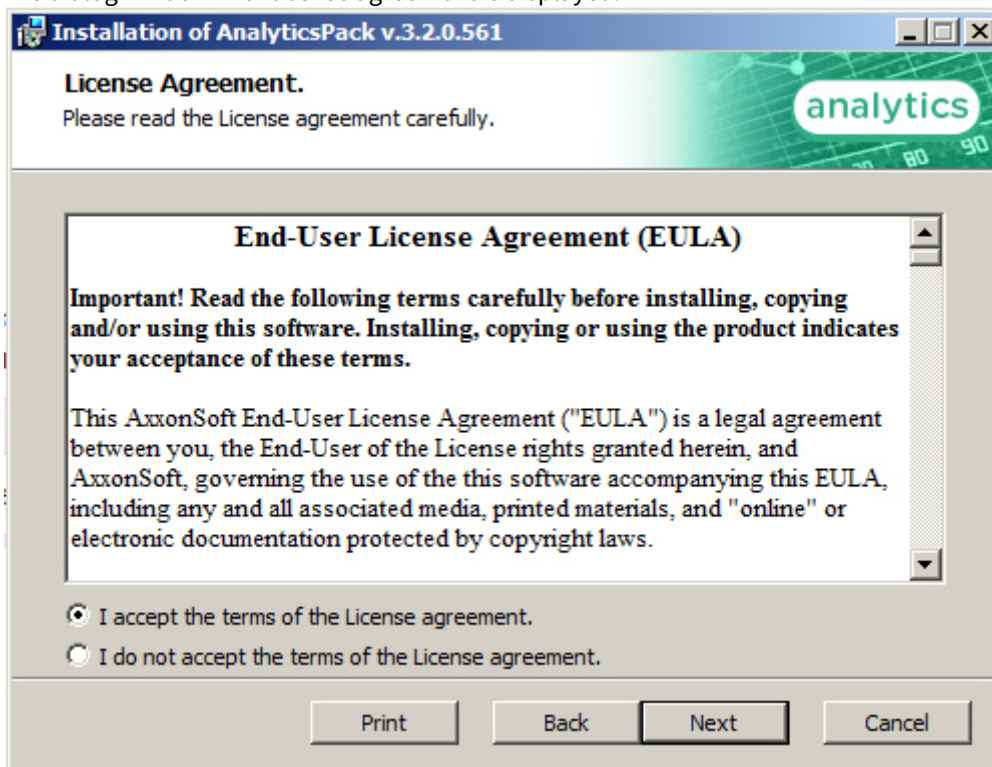 Installation of AnalyticsPack v.3.2.0.561
License Agreement.
Please read the License agreement carefully.
analytics
80 90
End-User License Agreement (EULA)
Important! Read the following terms carefully before installing, copying
and/or using this software. Installing, copying or using the product indicates
your acceptance of these terms.
This AxxonSoft End-User License Agreement ("EULA") is a legal agreement
between you, the End-User of the License rights granted herein, and
AxxonSoft, governing the use of the this software accompanying this EULA,
including any and all associated media, printed materials, and "online" or
electronic documentation protected by copyright laws.
I accept the terms of the License agreement.
I do not accept the terms of the License agreement.
Print Back Next Cancel